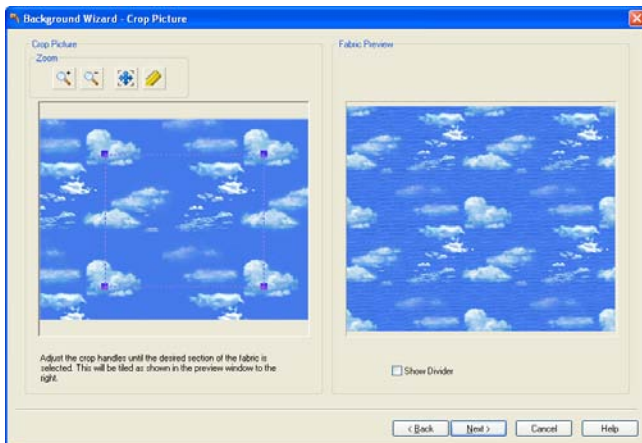 Background Wizard - Crop Picture
Crop Picture
Zoom
Fabric Preview
Adjust the crop handles until the desired section of the fabric is
selected. This will be tiled as shown in the preview window to the
right.
Show Divider
< Back
Next >
Cancel
Help